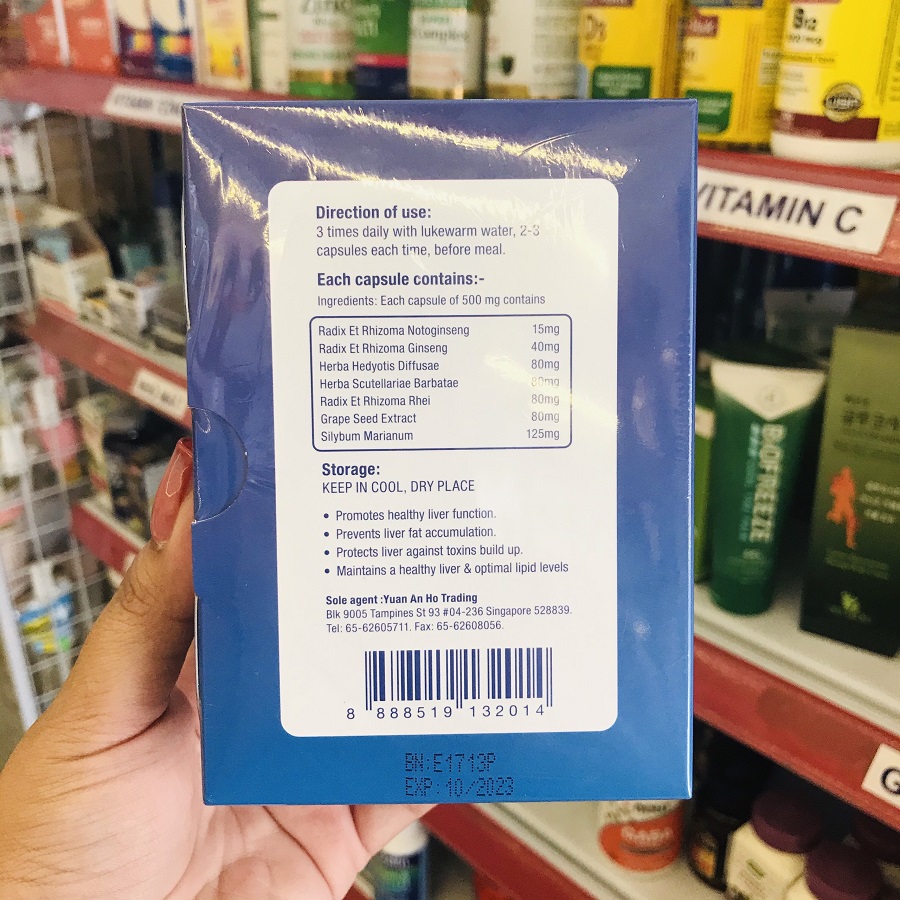 Zinc
Complex
D3
B12
VITAMIN C
Direction of use:
3 times daily with lukewarm water, 2-3
capsules each time, before meal.
Each capsule contains:-
Ingredients: Each capsule of 500 mg contains
Radix Et Rhizoma Notoginseng 15mg
Radix Et Rhizoma Ginseng 40mg
Herba Hedyotis Diffusae 80mg
Herba Scutellariae Barbatae 80mg
Radix Et Rhizoma Rhei 80mg
Grape Seed Extract 80mg
Silybum Marianum 125mg
Storage:
KEEP IN COOL, DRY PLACE
• Promotes healthy liver function.
• Prevents liver fat accumulation.
• Protects liver against toxins build up.
• Maintains a healthy liver & optimal lipid levels
Sole agent :Yuan An Ho Trading
Blk 9005 Tampines St 93 #04-236 Singapore 528839.
Tel: 65-62605711. Fax: 65-62608056.
8 888519 132014
BN:E1713P
EXP:10/2023
BIOFREEZE